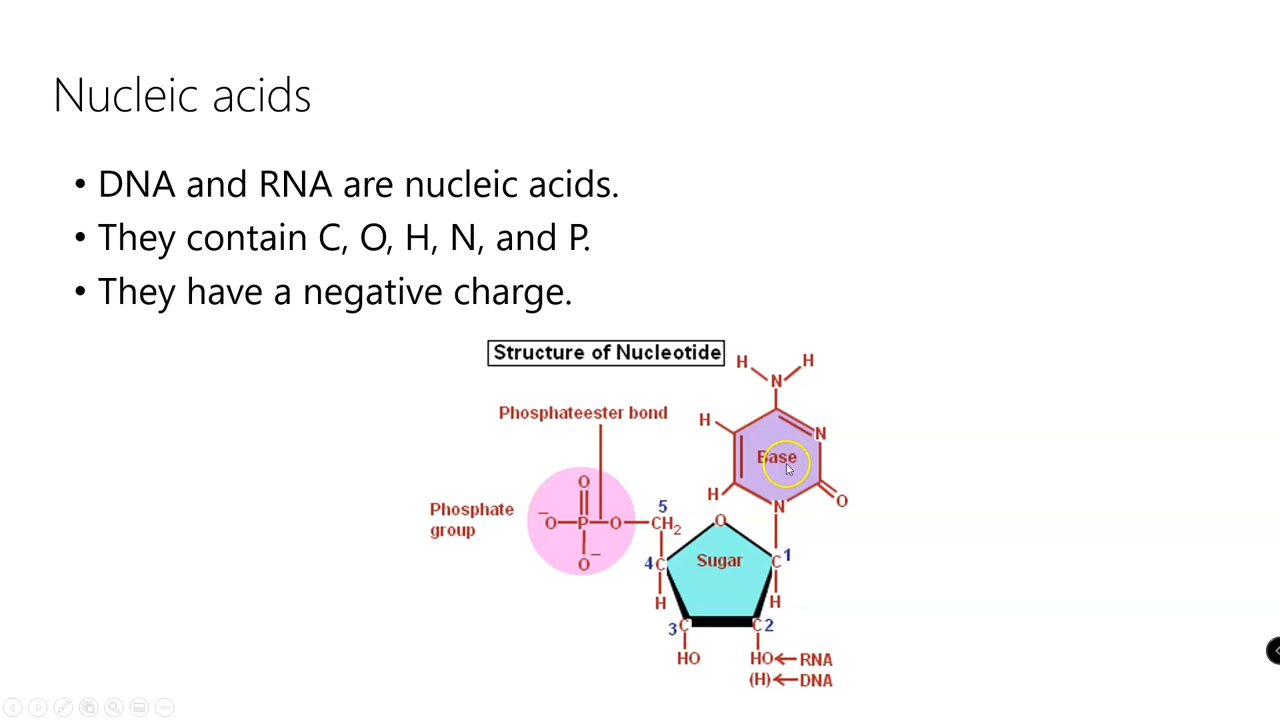 Nucleic acids
• DNA and RNA are nucleic acids.
• They contain C, O, H, N, and P.
• They have a negative charge.
Structure of Nucleotide
H H
N
Phosphateester bond
H
N
Base
H
O
N
O
Phosphate
group
−O
P
O
O−
5
CH2
O
Sugar
4
C
C
1
H
H
3
C
C
2
HO
HO ← RNA
(H) ← DNA